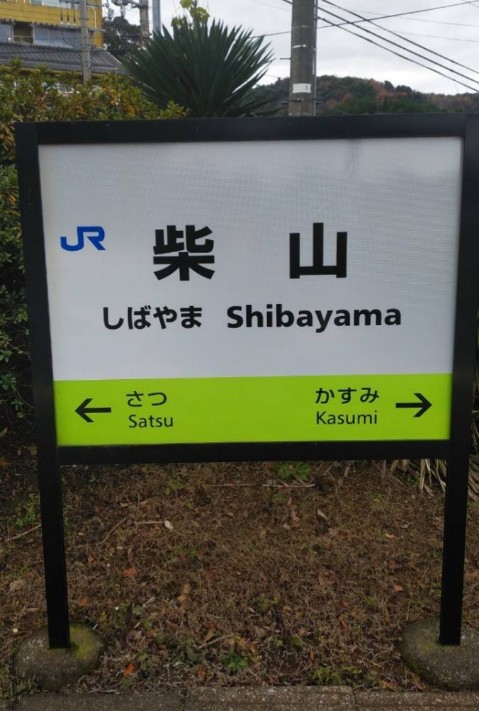 JR
柴山
しばやま Shibayama
← さつ かすみ →
Satsu Kasumi